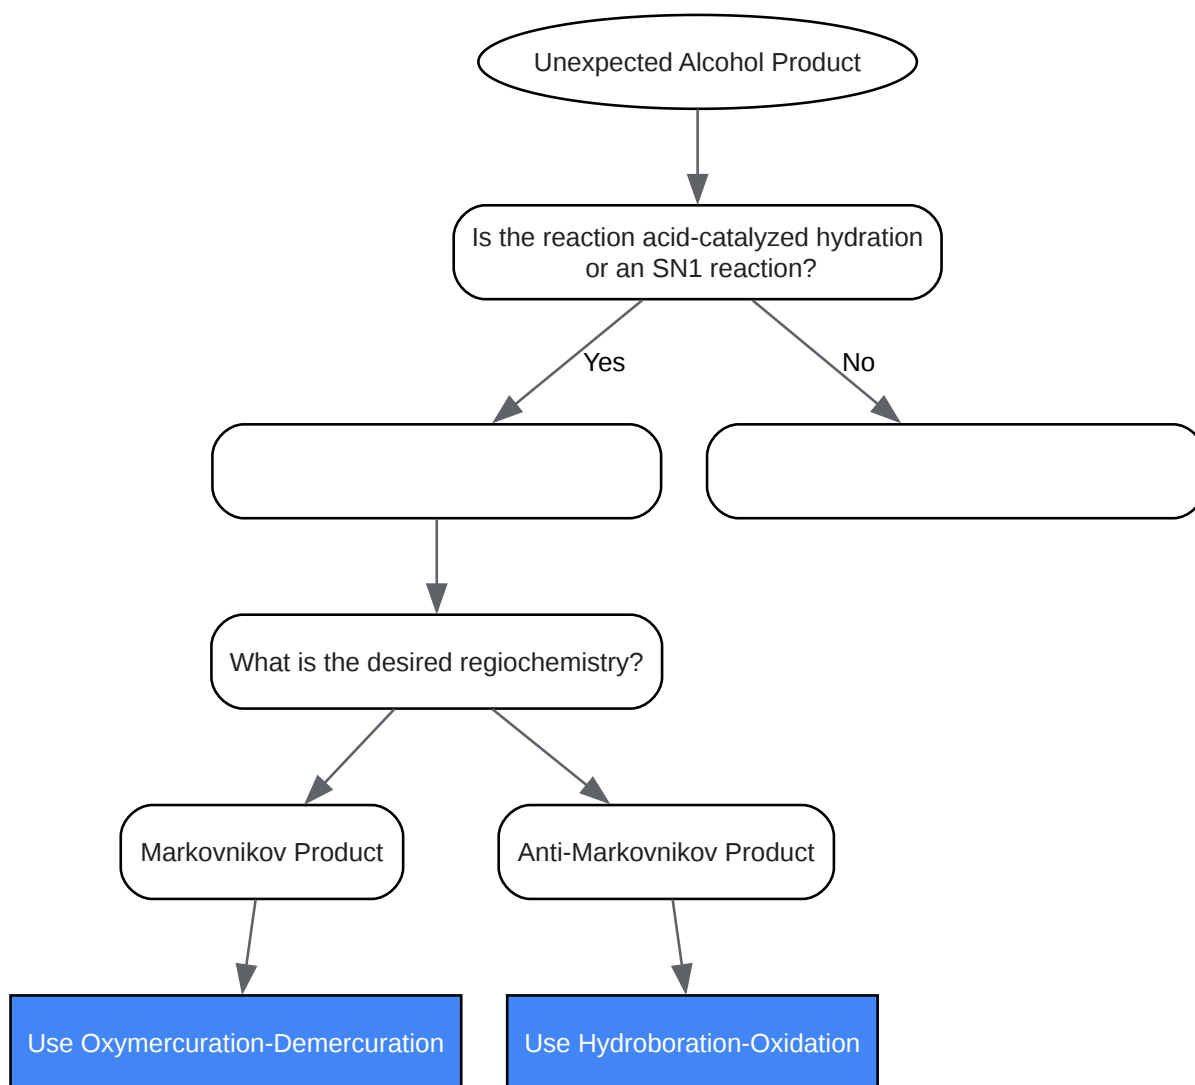 Unexpected Alcohol Product
Is the reaction acid-catalyzed hydration
or an SN1 reaction?
Yes
No
What is the desired regiochemistry?
Markovnikov Product
Anti-Markovnikov Product
Use Oxymercuration-Demercuration
Use Hydroboration-Oxidation